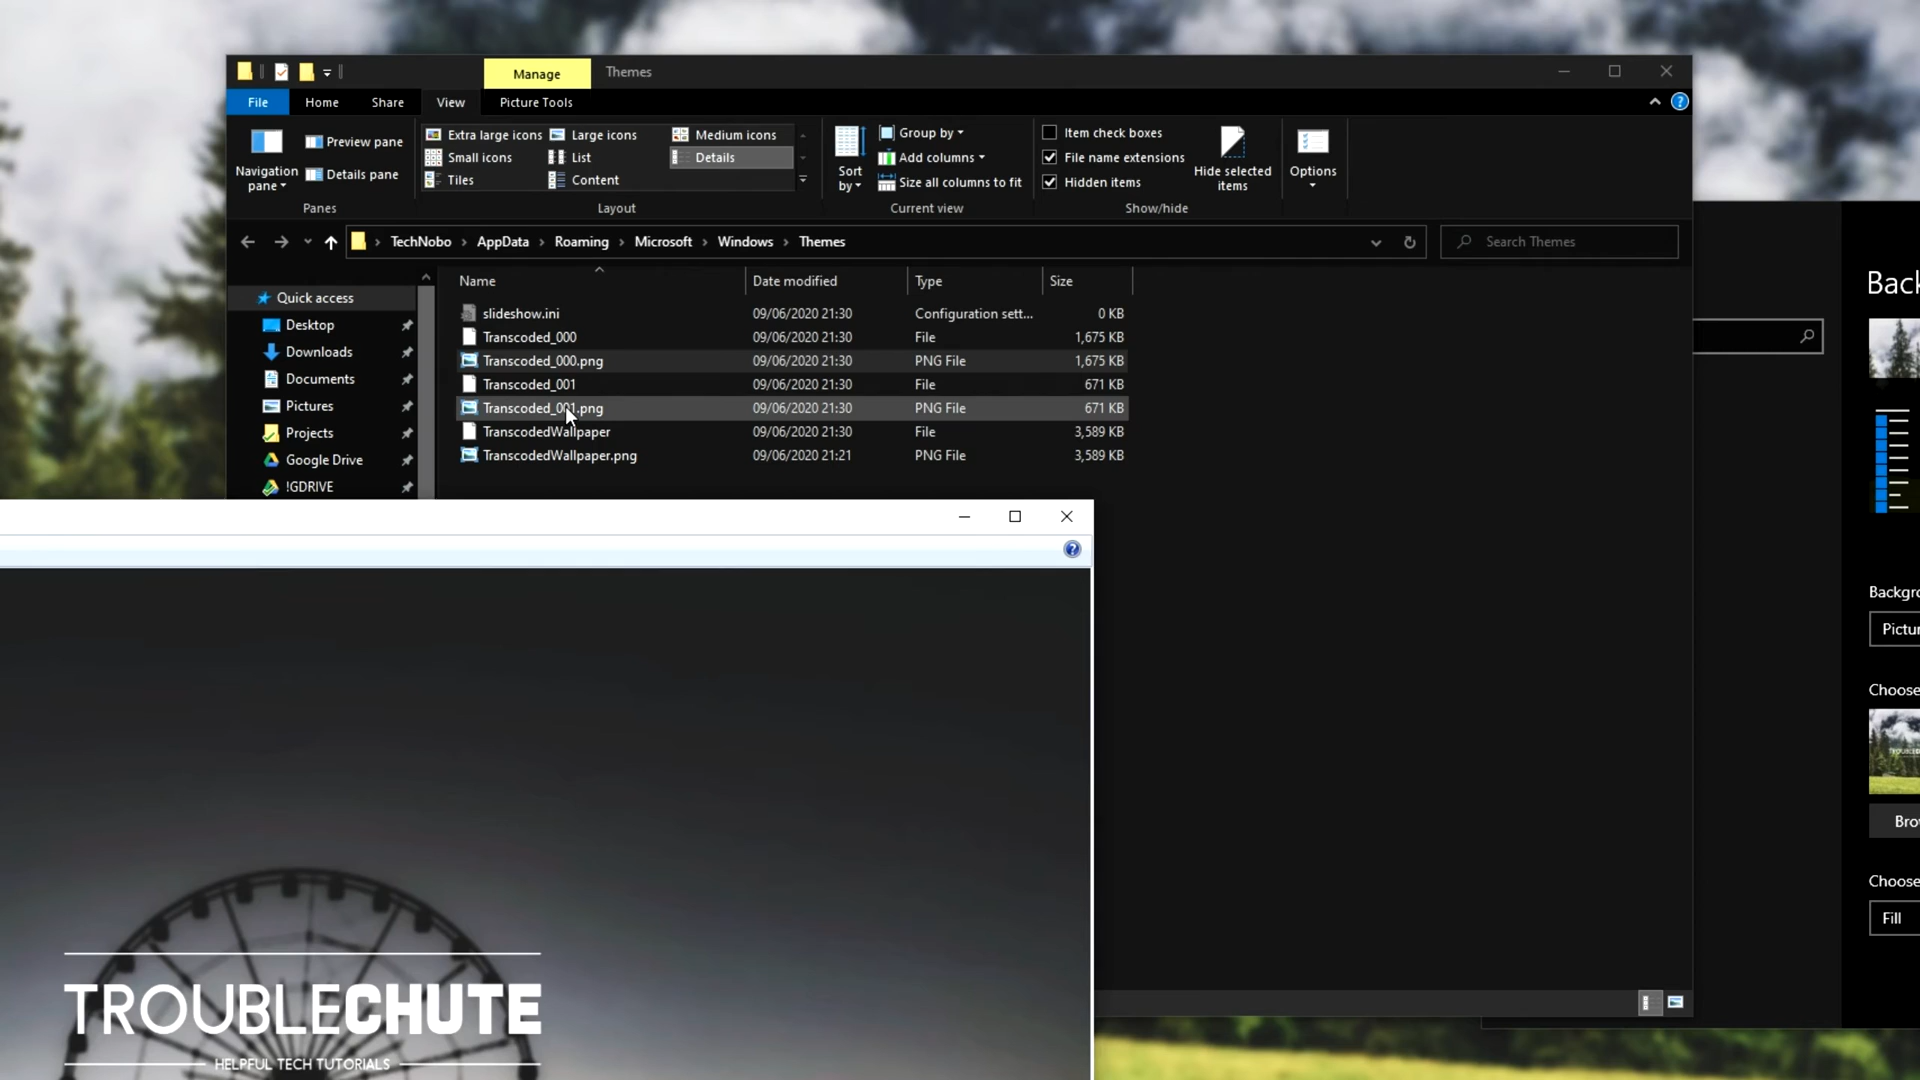 Manage
Themes
File
Home
Share
View
Picture Tools
Navigation pane
Preview pane
Details pane
Panes
Extra large icons
Large icons
Medium icons
Small icons
List
Details
Tiles
Content
Layout
Sort by
Group by
Add columns
Size all columns to fit
Current view
Item check boxes
File name extensions
Hidden items
Hide selected items
Show/hide
Options
TechNobo > AppData > Roaming > Microsoft > Windows > Themes
Search Themes
Name Date modified Type Size
Quick access
Desktop
Downloads
Documents
Pictures
Projects
Google Drive
!GDRIVE
slideshow.ini 09/06/2020 21:30 Configuration sett... 0 KB
Transcoded_000 09/06/2020 21:30 File 1,675 KB
Transcoded_000.png 09/06/2020 21:30 PNG File 1,675 KB
Transcoded_001 09/06/2020 21:30 File 671 KB
Transcoded_001.png 09/06/2020 21:30 PNG File 671 KB
TranscodedWallpaper 09/06/2020 21:30 File 3,589 KB
TranscodedWallpaper.png 09/06/2020 21:21 PNG File 3,589 KB
TROUBLECHUTE
HELPFUL TECH TUTORIALS
Back
Backgro
Pictur
Choose
Bro
Choose
Fill